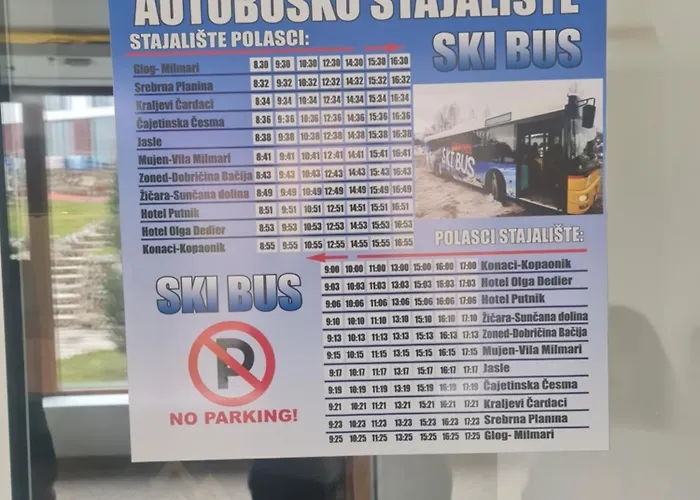 AUTOBUSKO STAJALIŠTE
STAJALIŠTE POLASCI:
SKI BUS
Glog- Milmari 8.30 9:30 10:30 12:30 14:30 15:30 16:30
Srebrna Planina 8:32 9:32 10:32 12:32 14:32 15:32 16:32
Kraljevi Čardaci 8:34 9:34 10:34 12:34 14:34 15:34 16:34
Čajetinska Česma 8:36 9:36 10:36 12:36 14:36 15:36 16:36
Jasle 8:38 9:38 10:38 12:38 14:38 15:38 16:38
Mujen-Vila Milmari 8:41 9:41 10:41 12:41 14:41 15:41 16:41
Zoned-Dobričina Bačija 8:43 9:43 10:43 12:43 14:43 15:43 16:43
Žičara-Sunčana dolina 8:49 9:49 10:49 12:49 14:49 15:49 16:49
Hotel Putnik 8:51 9:51 10:51 12:51 14:51 15:51 16:51
Hotel Olga Dedier 8:53 9:53 10:53 12:53 14:53 15:53 16:53
Konaci-Kopaonik 8:55 9:55 10:55 12:55 14:55 15:55 16:55
SKI BUS
POLASCI STAJALIŠTE:
9:00 10:00 11:00 13:00 15:00 16:00 17:00 Konaci-Kopaonik
9:03 10:03 11:03 13:03 15:03 16:03 17:03 Hotel Olga Dedier
9:06 10:06 11:06 13:06 15:06 16:06 17:06 Hotel Putnik
9:10 10:10 11:10 13:10 15:10 16:10 17:10 Žičara-Sunčana dolina
9:13 10:13 11:13 13:13 15:13 16:13 17:13 Zoned-Dobričina Bačija
9:15 10:15 11:15 13:15 15:15 16:15 17:15 Mujen-Vila Milmari
9:17 10:17 11:17 13:17 15:17 16:17 17:17 Jasle
9:19 10:19 11:19 13:19 15:19 16:19 17:19 Čajetinska Česma
9:21 10:21 11:21 13:21 15:21 16:21 17:21 Kraljevi Čardaci
9:23 10:23 11:23 13:23 15:23 16:23 17:23 Srebrna Planina
9:25 10:25 11:25 13:25 15:25 16:25 17:25 Glog- Milmari
SKI BUS
P
NO PARKING!